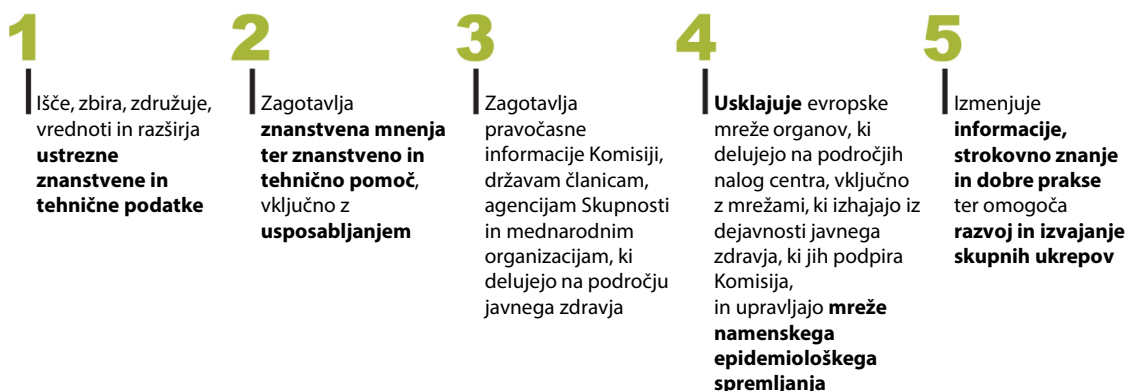 1
Išče, zbira, združuje,
vrednoti in razširja
ustrezne
znanstvene in
tehnične podatke
2
Zagotavlja
znanstvena mnenja
ter znanstveno in
tehnično pomoč,
vključno z
usposabljanjem
3
Zagotavlja
pravočasne
informacije Komisiji,
državam članicam,
agencijam Skupnosti
in mednarodnim
organizacijam, ki
delujejo na področju
javnega zdravja
4
Usklajuje evropske
mreže organov, ki
delujejo na področjih
nalog centra, vključno
z mrežami, ki izhajajo iz
dejavnosti javnega
zdravja, ki jih podpira
Komisija,
in upravljajo mreže
namenskega
epidemiološkega
spremljanja
5
Izmenjuje
informacije,
strokovno znanje
in dobre prakse
ter omogoča
razvoj in izvajanje
skupnih ukrepov